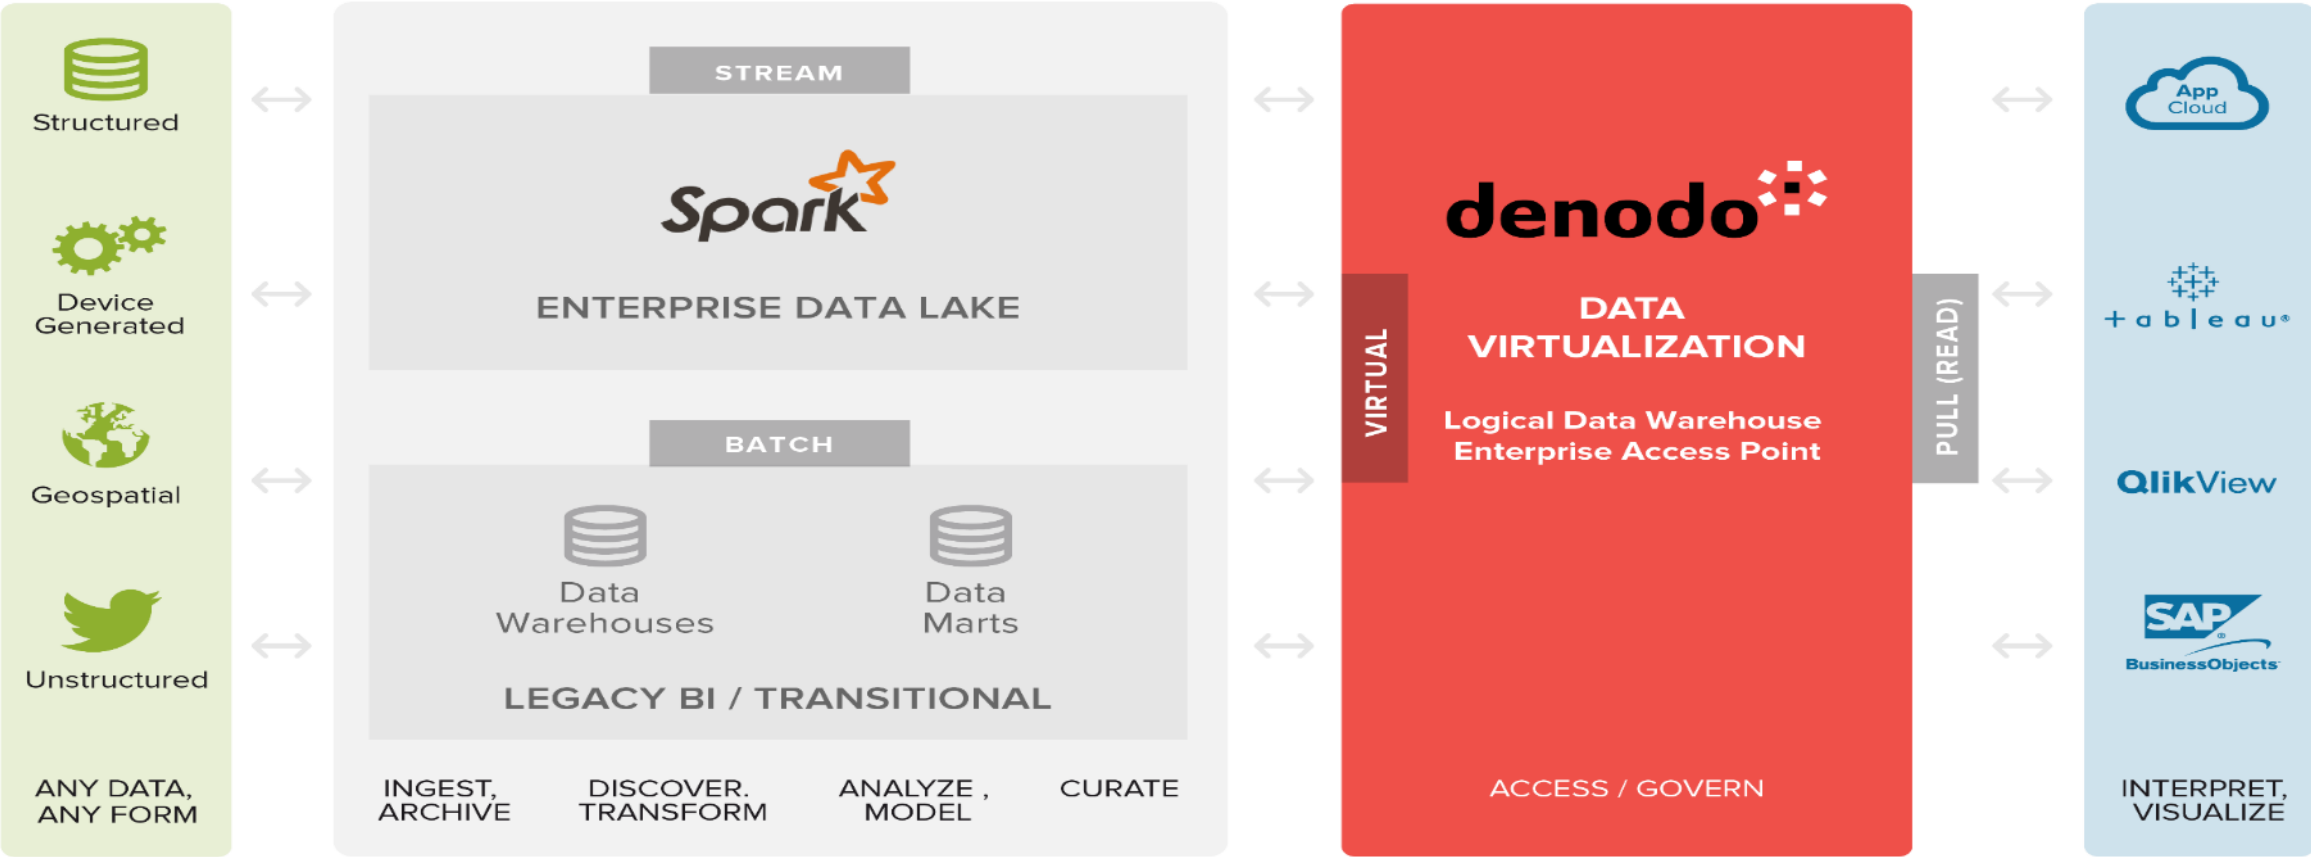 Structured
Device
Generated
Geospatial
Unstructured
ANY DATA,
ANY FORM
STREAM
Spark
ENTERPRISE DATA LAKE
BATCH
Data
Warehouses
Data
Marts
LEGACY BI / TRANSITIONAL
INGEST,
ARCHIVE
DISCOVER.
TRANSFORM
ANALYZE ,
MODEL
CURATE
VIRTUAL
denodo
DATA
VIRTUALIZATION
Logical Data Warehouse
Enterprise Access Point
ACCESS / GOVERN
PULL (READ)
App
Cloud
+ableau®
QlikView
SAP®
BusinessObjects
INTERPRET,
VISUALIZE